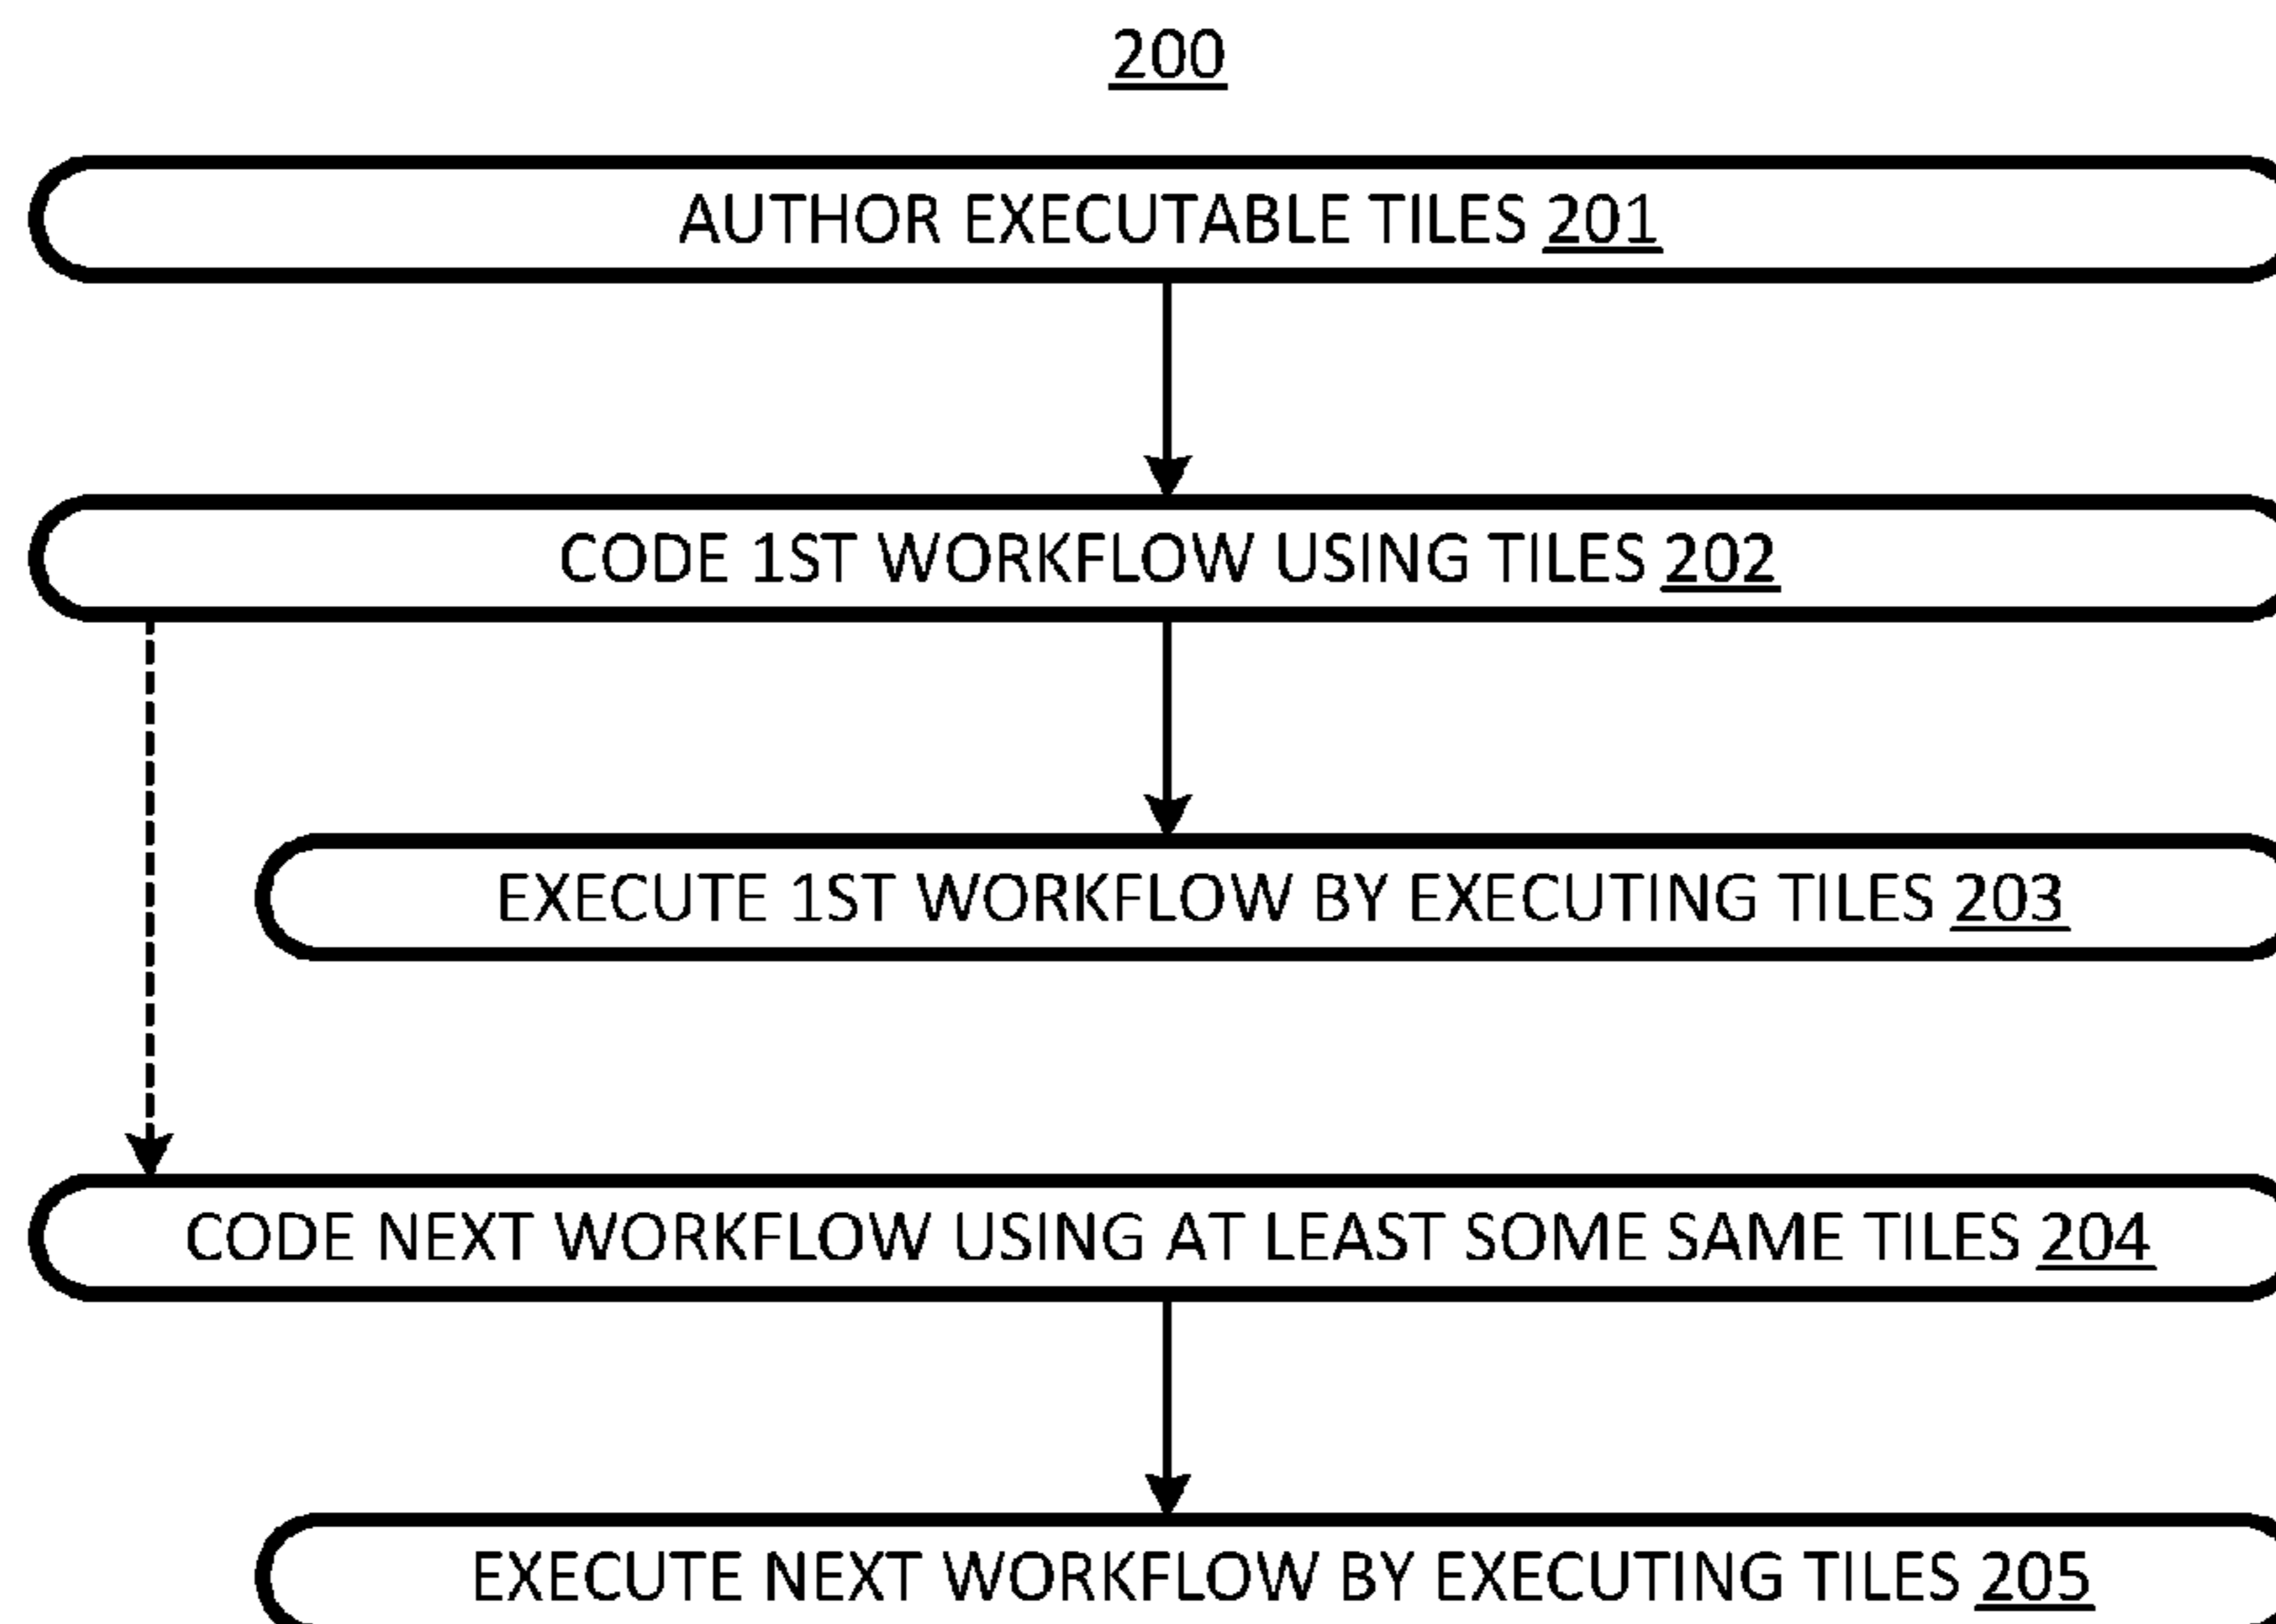 200
AUTHOR EXECUTABLE TILES 201
CODE 1ST WORKFLOW USING TILES 202
EXECUTE 1ST WORKFLOW BY EXECUTING TILES 203
CODE NEXT WORKFLOW USING AT LEAST SOME SAME TILES 204
EXECUTE NEXT WORKFLOW BY EXECUTING TILES 205